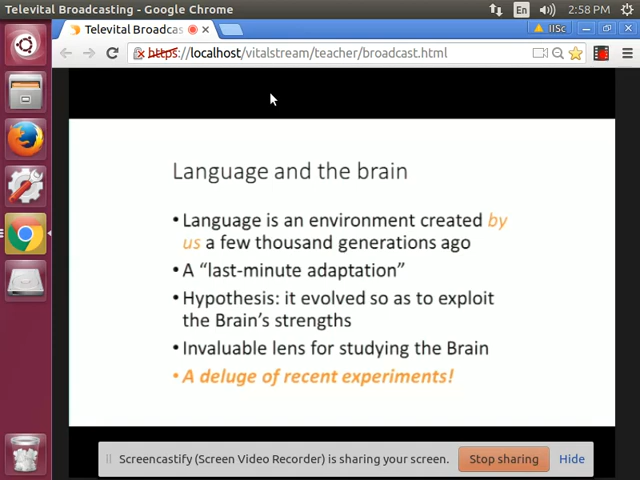 Televital Broadcasting - Google Chrome
En
2:58 PM
Televital Broadcas
IISc
https://localhost/vitalstream/teacher/broadcast.html
Language and the brain
• Language is an environment created by
us a few thousand generations ago
• A “last-minute adaptation”
• Hypothesis: it evolved so as to exploit
the Brain’s strengths
• Invaluable lens for studying the Brain
• A deluge of recent experiments!
Screencastify (Screen Video Recorder) is sharing your screen.
Stop sharing
Hide